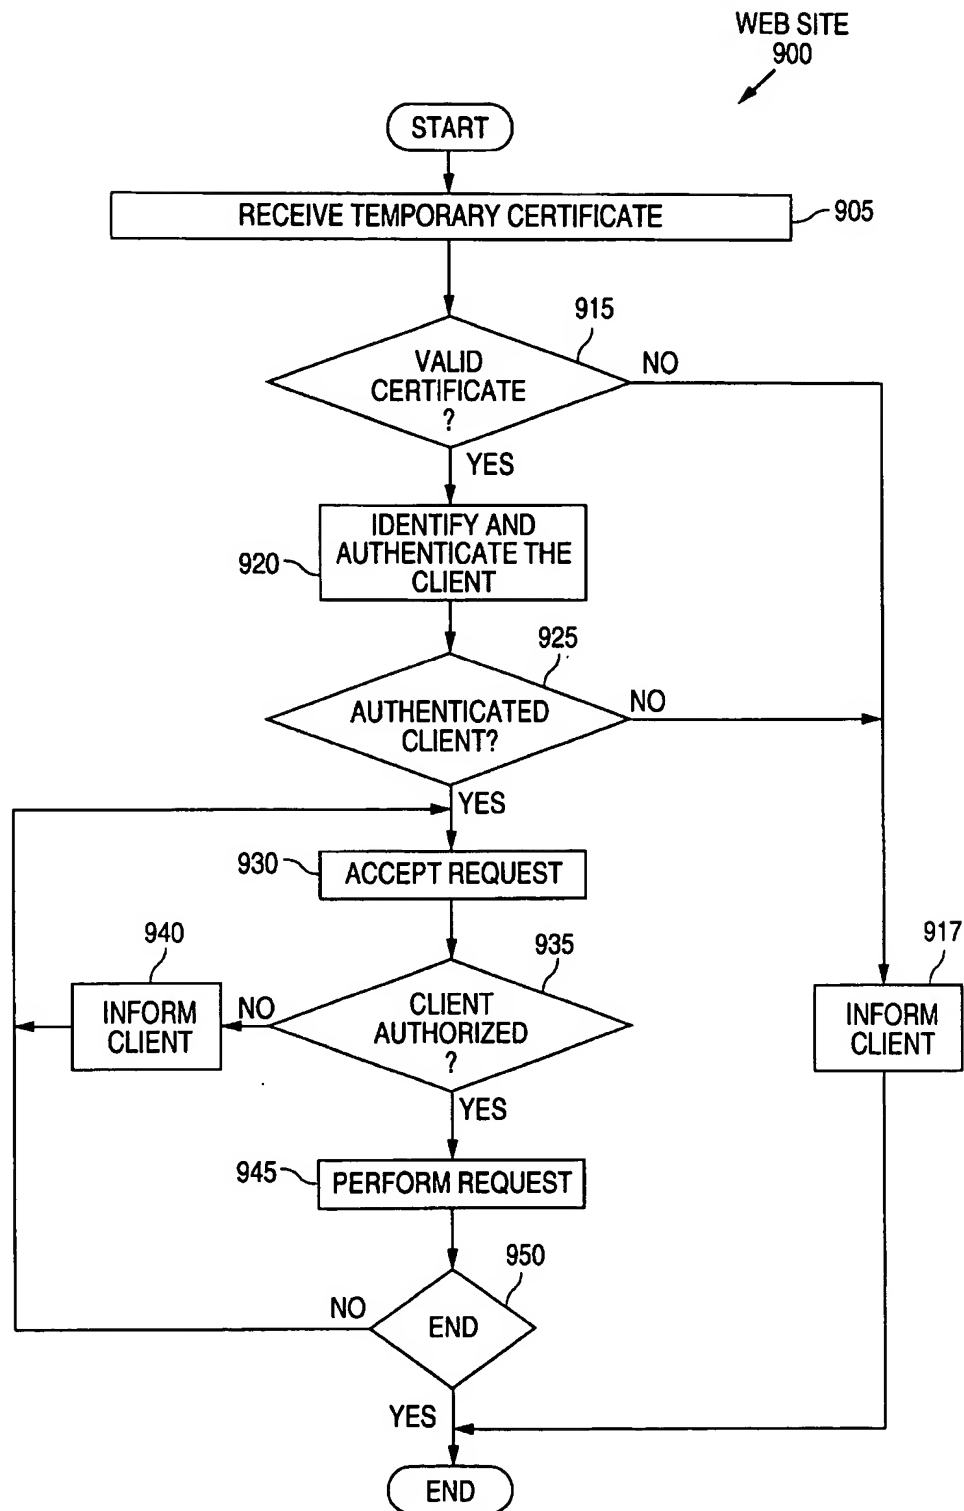 WEB SITE
900
START
RECEIVE TEMPORARY CERTIFICATE
905
915
VALID
CERTIFICATE
?
NO
YES
IDENTIFY AND
AUTHENTICATE THE
CLIENT
920
925
AUTHENTICATED
CLIENT?
NO
YES
930
ACCEPT REQUEST
940
935
917
INFORM
CLIENT
NO
CLIENT
AUTHORIZED
?
INFORM
CLIENT
YES
945
PERFORM REQUEST
950
NO
END
YES
END